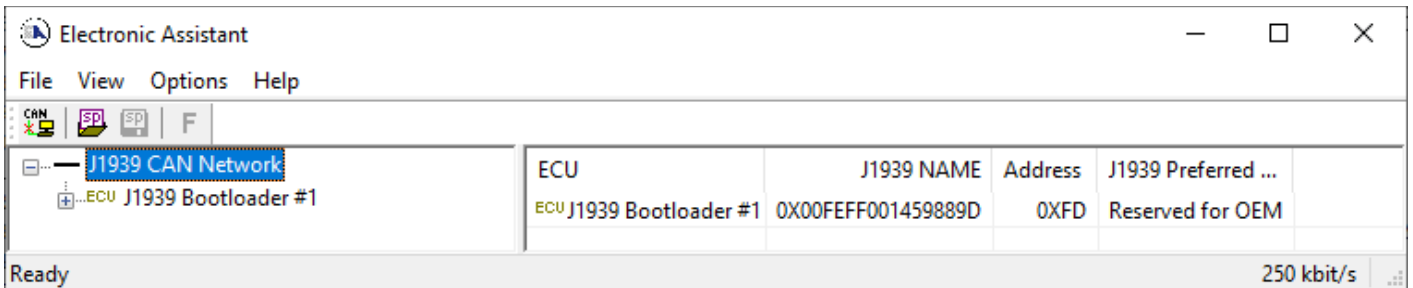 Electronic Assistant
File View Options Help
CAN SP SP F
J1939 CAN Network
ECU J1939 Bootloader #1
ECU J1939 NAME Address J1939 Preferred ...
ECU J1939 Bootloader #1 0X00FEFF001459889D 0XFD Reserved for OEM
Ready 250 kbit/s